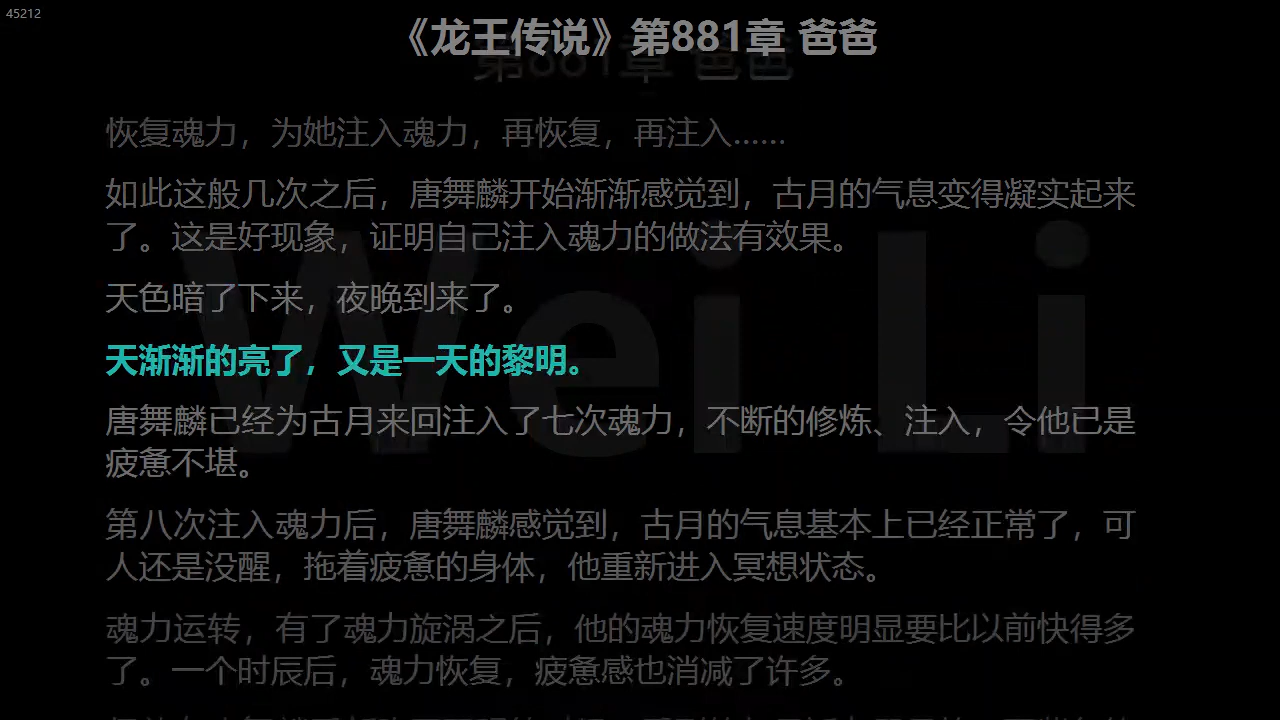 45212
《龙王传说》第881章 爸爸
第881章 爸爸
恢复魂力，为她注入魂力，再恢复，再注入……
如此这般几次之后，唐舞麟开始渐渐感觉到，古月的气息变得凝实起来
了。这是好现象，证明自己注入魂力的做法有效果。
天色暗了下来，夜晚到来了。
天渐渐的亮了，又是一天的黎明。
唐舞麟已经为古月来回注入了七次魂力，不断的修炼、注入，令他已是
疲惫不堪。
第八次注入魂力后，唐舞麟感觉到，古月的气息基本上已经正常了，可
人还是没醒，拖着疲惫的身体，他重新进入冥想状态。
魂力运转，有了魂力旋涡之后，他的魂力恢复速度明显要比以前快得多
了。一个时辰后，魂力恢复，疲惫感也消减了许多。
Wei Li